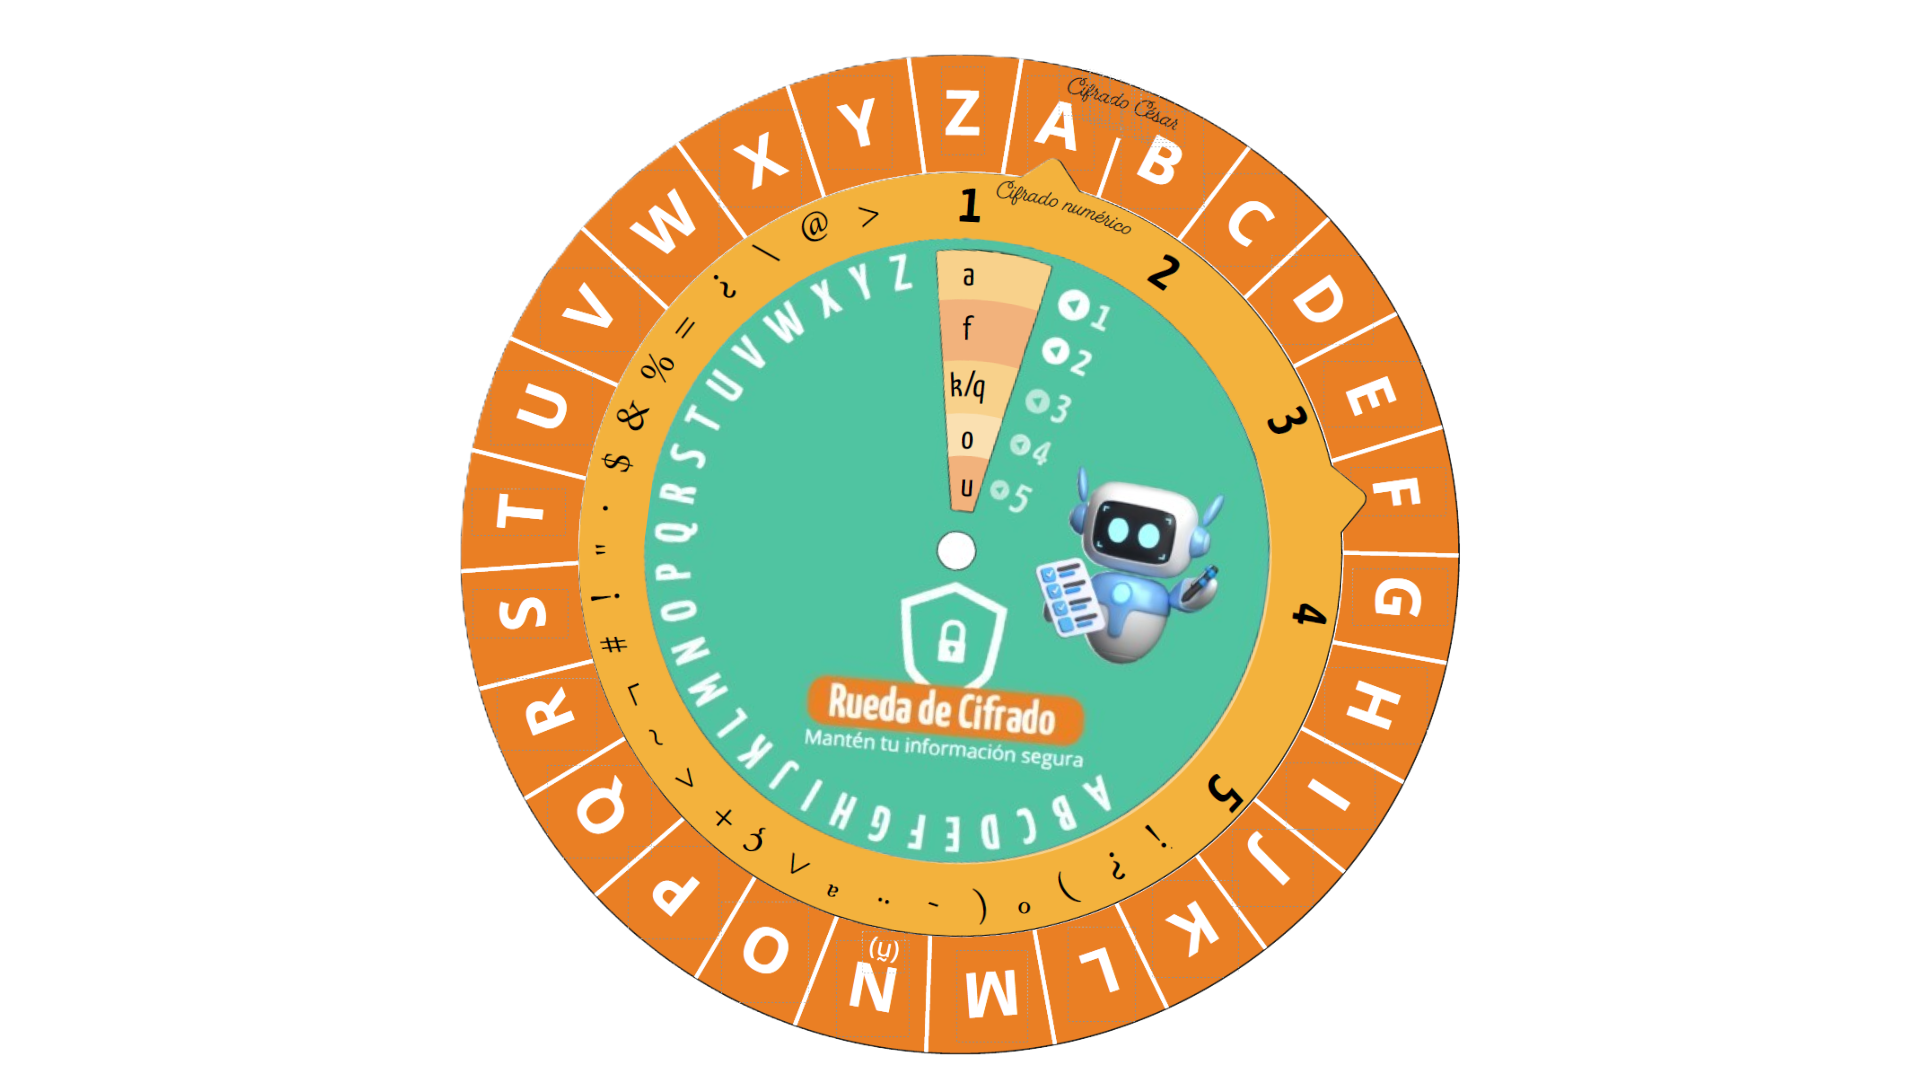 Cifrado César
A B C D E F G H I J K L M N (ñ) O P Q R S T U V W X Y Z
Cifrado numérico
1 2 3 4 5
! ? ) º ( - ¨ ª > 3 + < ~ ¬ # ! " · $ & % = ¿ \ @ >
A B C D E F G H I J K L M N O P Q R S T U V W X Y Z
a 1
f 2
k/q 3
o 4
u 5
Rueda de Cifrado
Mantén tu información segura